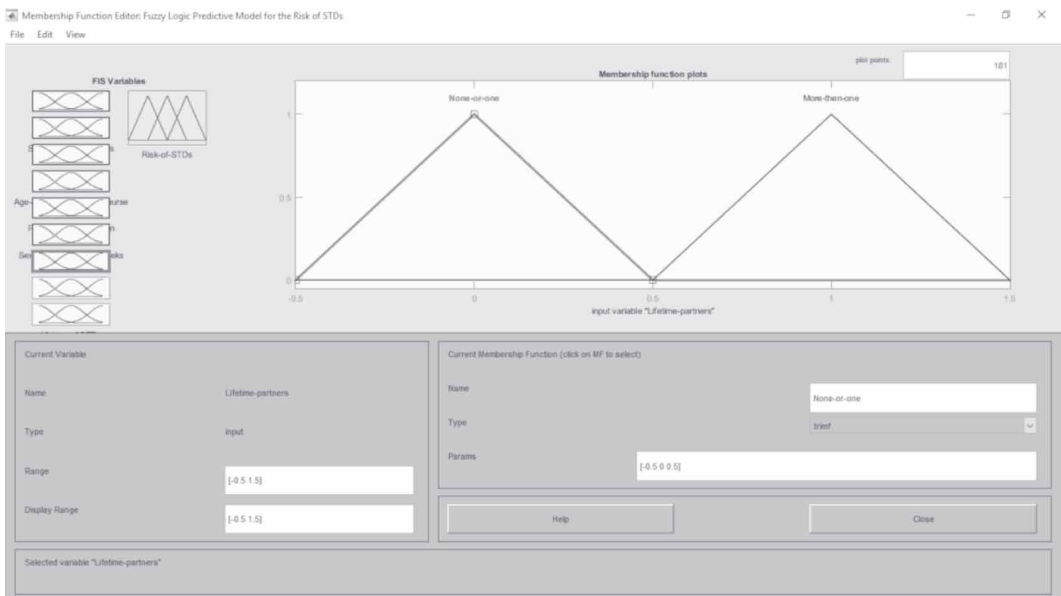 Membership Function Editor: Fuzzy Logic Predictive Model for the Risk of STDs
File Edit View
plot points: 181
FIS Variables
Membership function plots
Risk-of-STDs
None-or-one
More-then-one
1
0.5
0
-0.5 0 0.5 1 1.5
input variable "Lifetime-partners"
Current Variable
Name Lifetime-partners
Type input
Range [-0.5 1.5]
Display Range [-0.5 1.5]
Current Membership Function (click on MF to select)
Name None-or-one
Type trimf
Params [-0.5 0 0.5]
Help Close
Selected variable "Lifetime-partners"